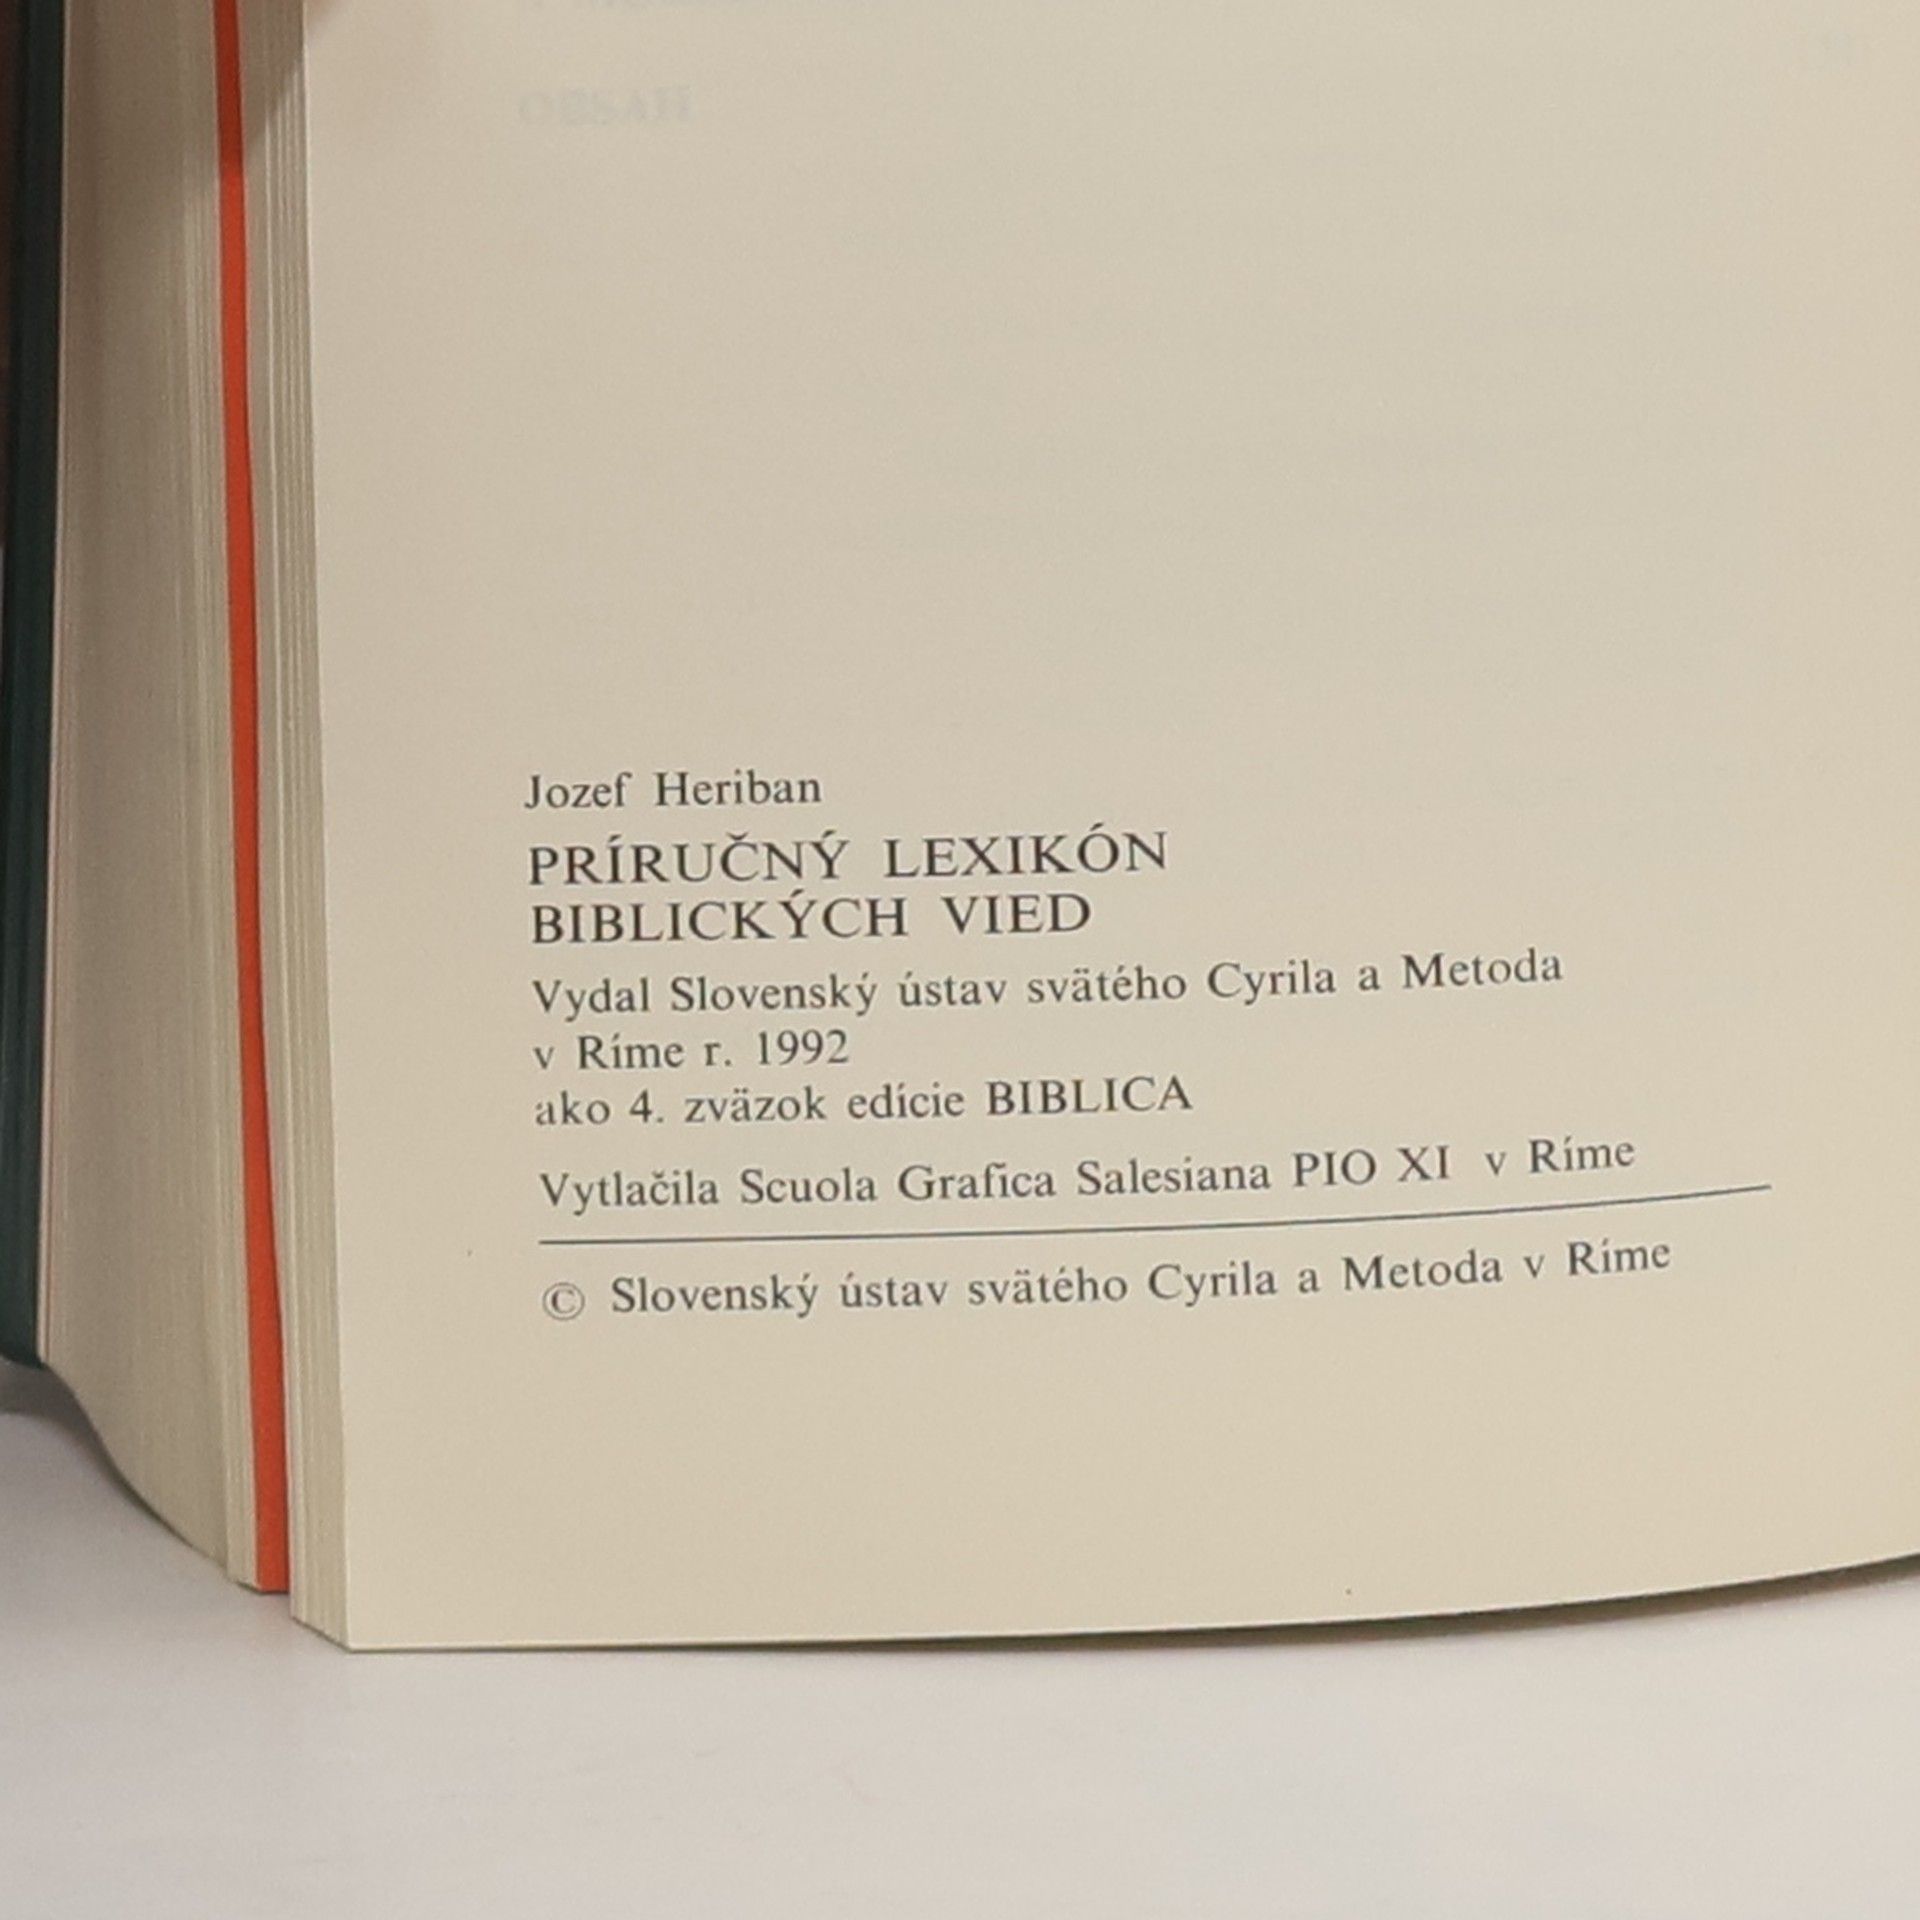 OBSAH
Jozef Heriban
PRÍRUČNÝ LEXIKÓN
BIBLICKÝCH VIED
Vydal Slovenský ústav svätého Cyrila a Metoda
v Ríme r. 1992
ako 4. zväzok edície BIBLICA
Vytlačila Scuola Grafica Salesiana PIO XI v Ríme
© Slovenský ústav svätého Cyrila a Metoda v Ríme